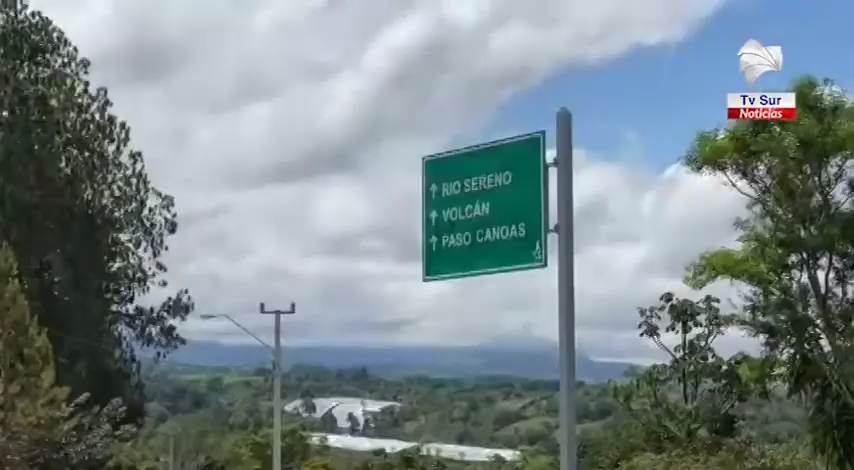 Tv Sur
Noticias
↑ RIO SERENO
↑ VOLCÁN
↑ PASO CANOAS